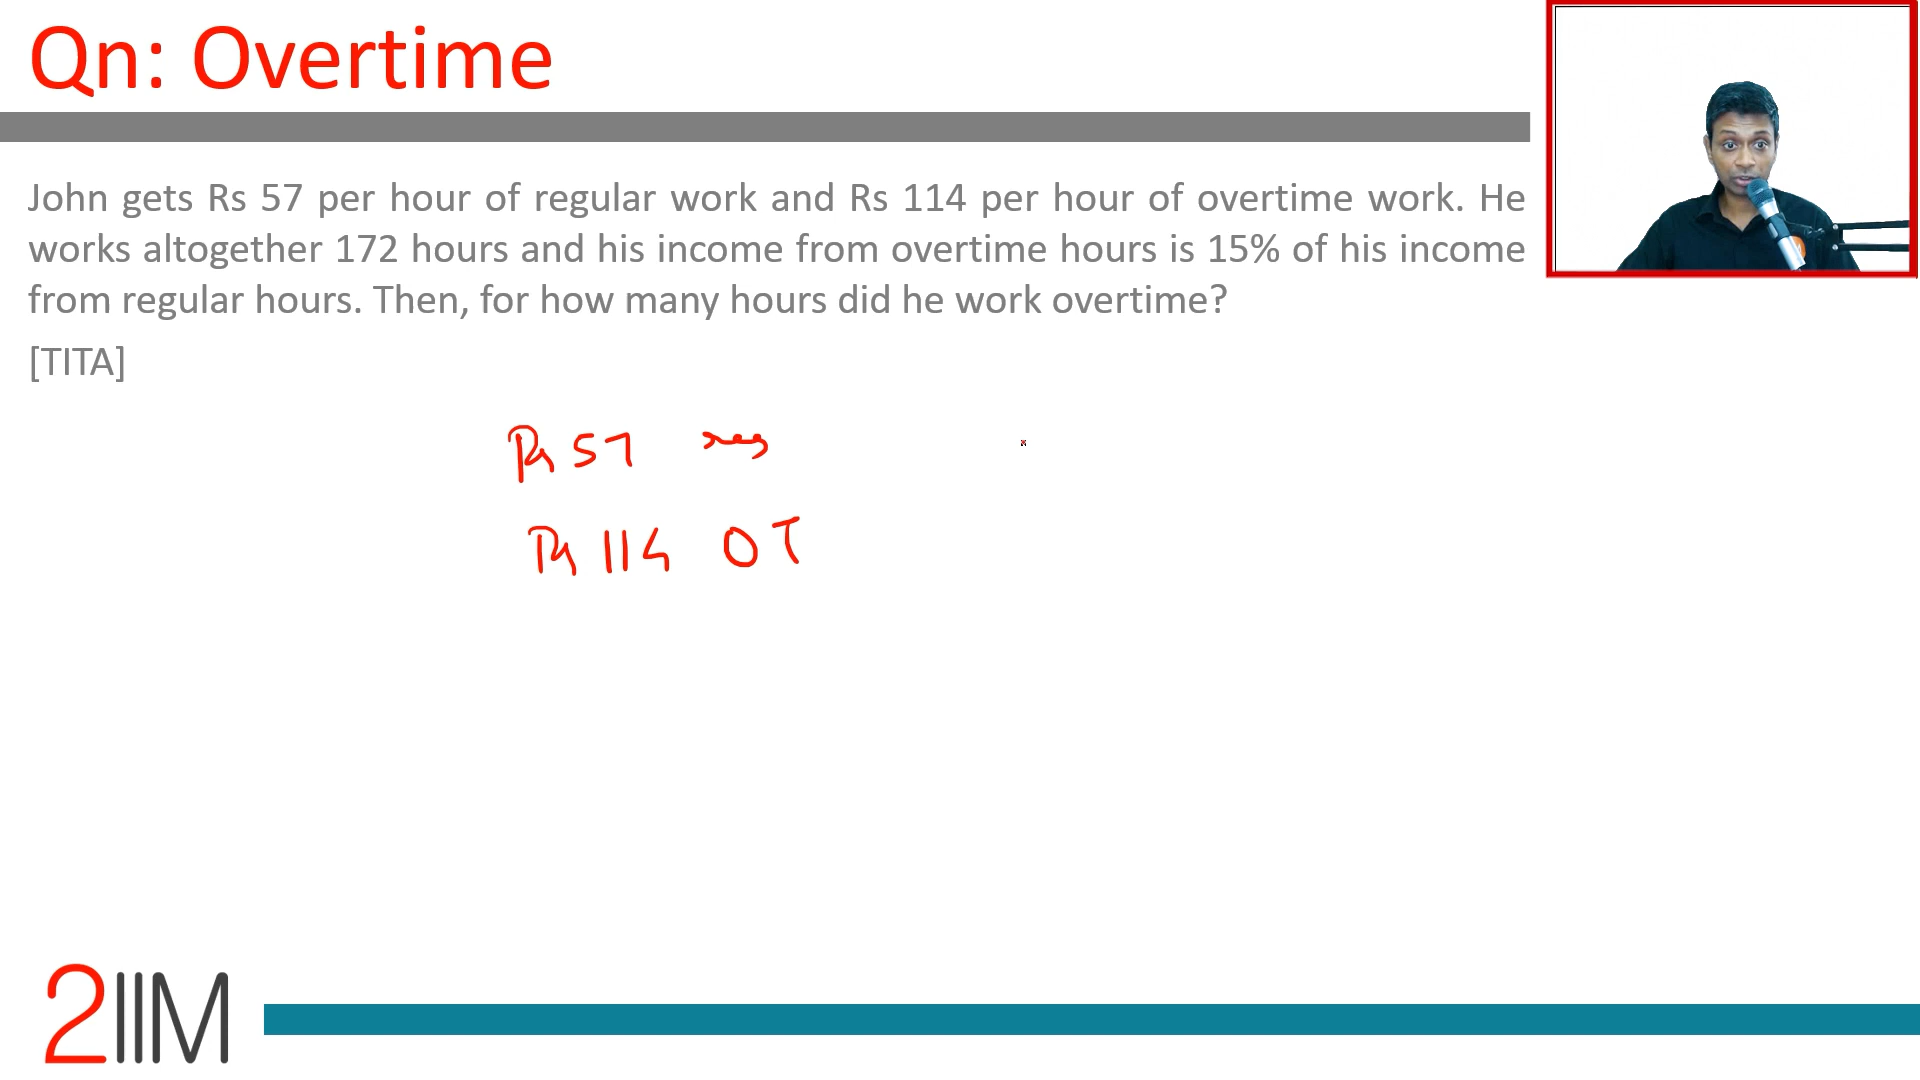 Qn: Overtime
John gets Rs 57 per hour of regular work and Rs 114 per hour of overtime work. He
works altogether 172 hours and his income from overtime hours is 15% of his income
from regular hours. Then, for how many hours did he work overtime?
[TITA]
Rs 57 reg
Rs 114 OT
2IIM